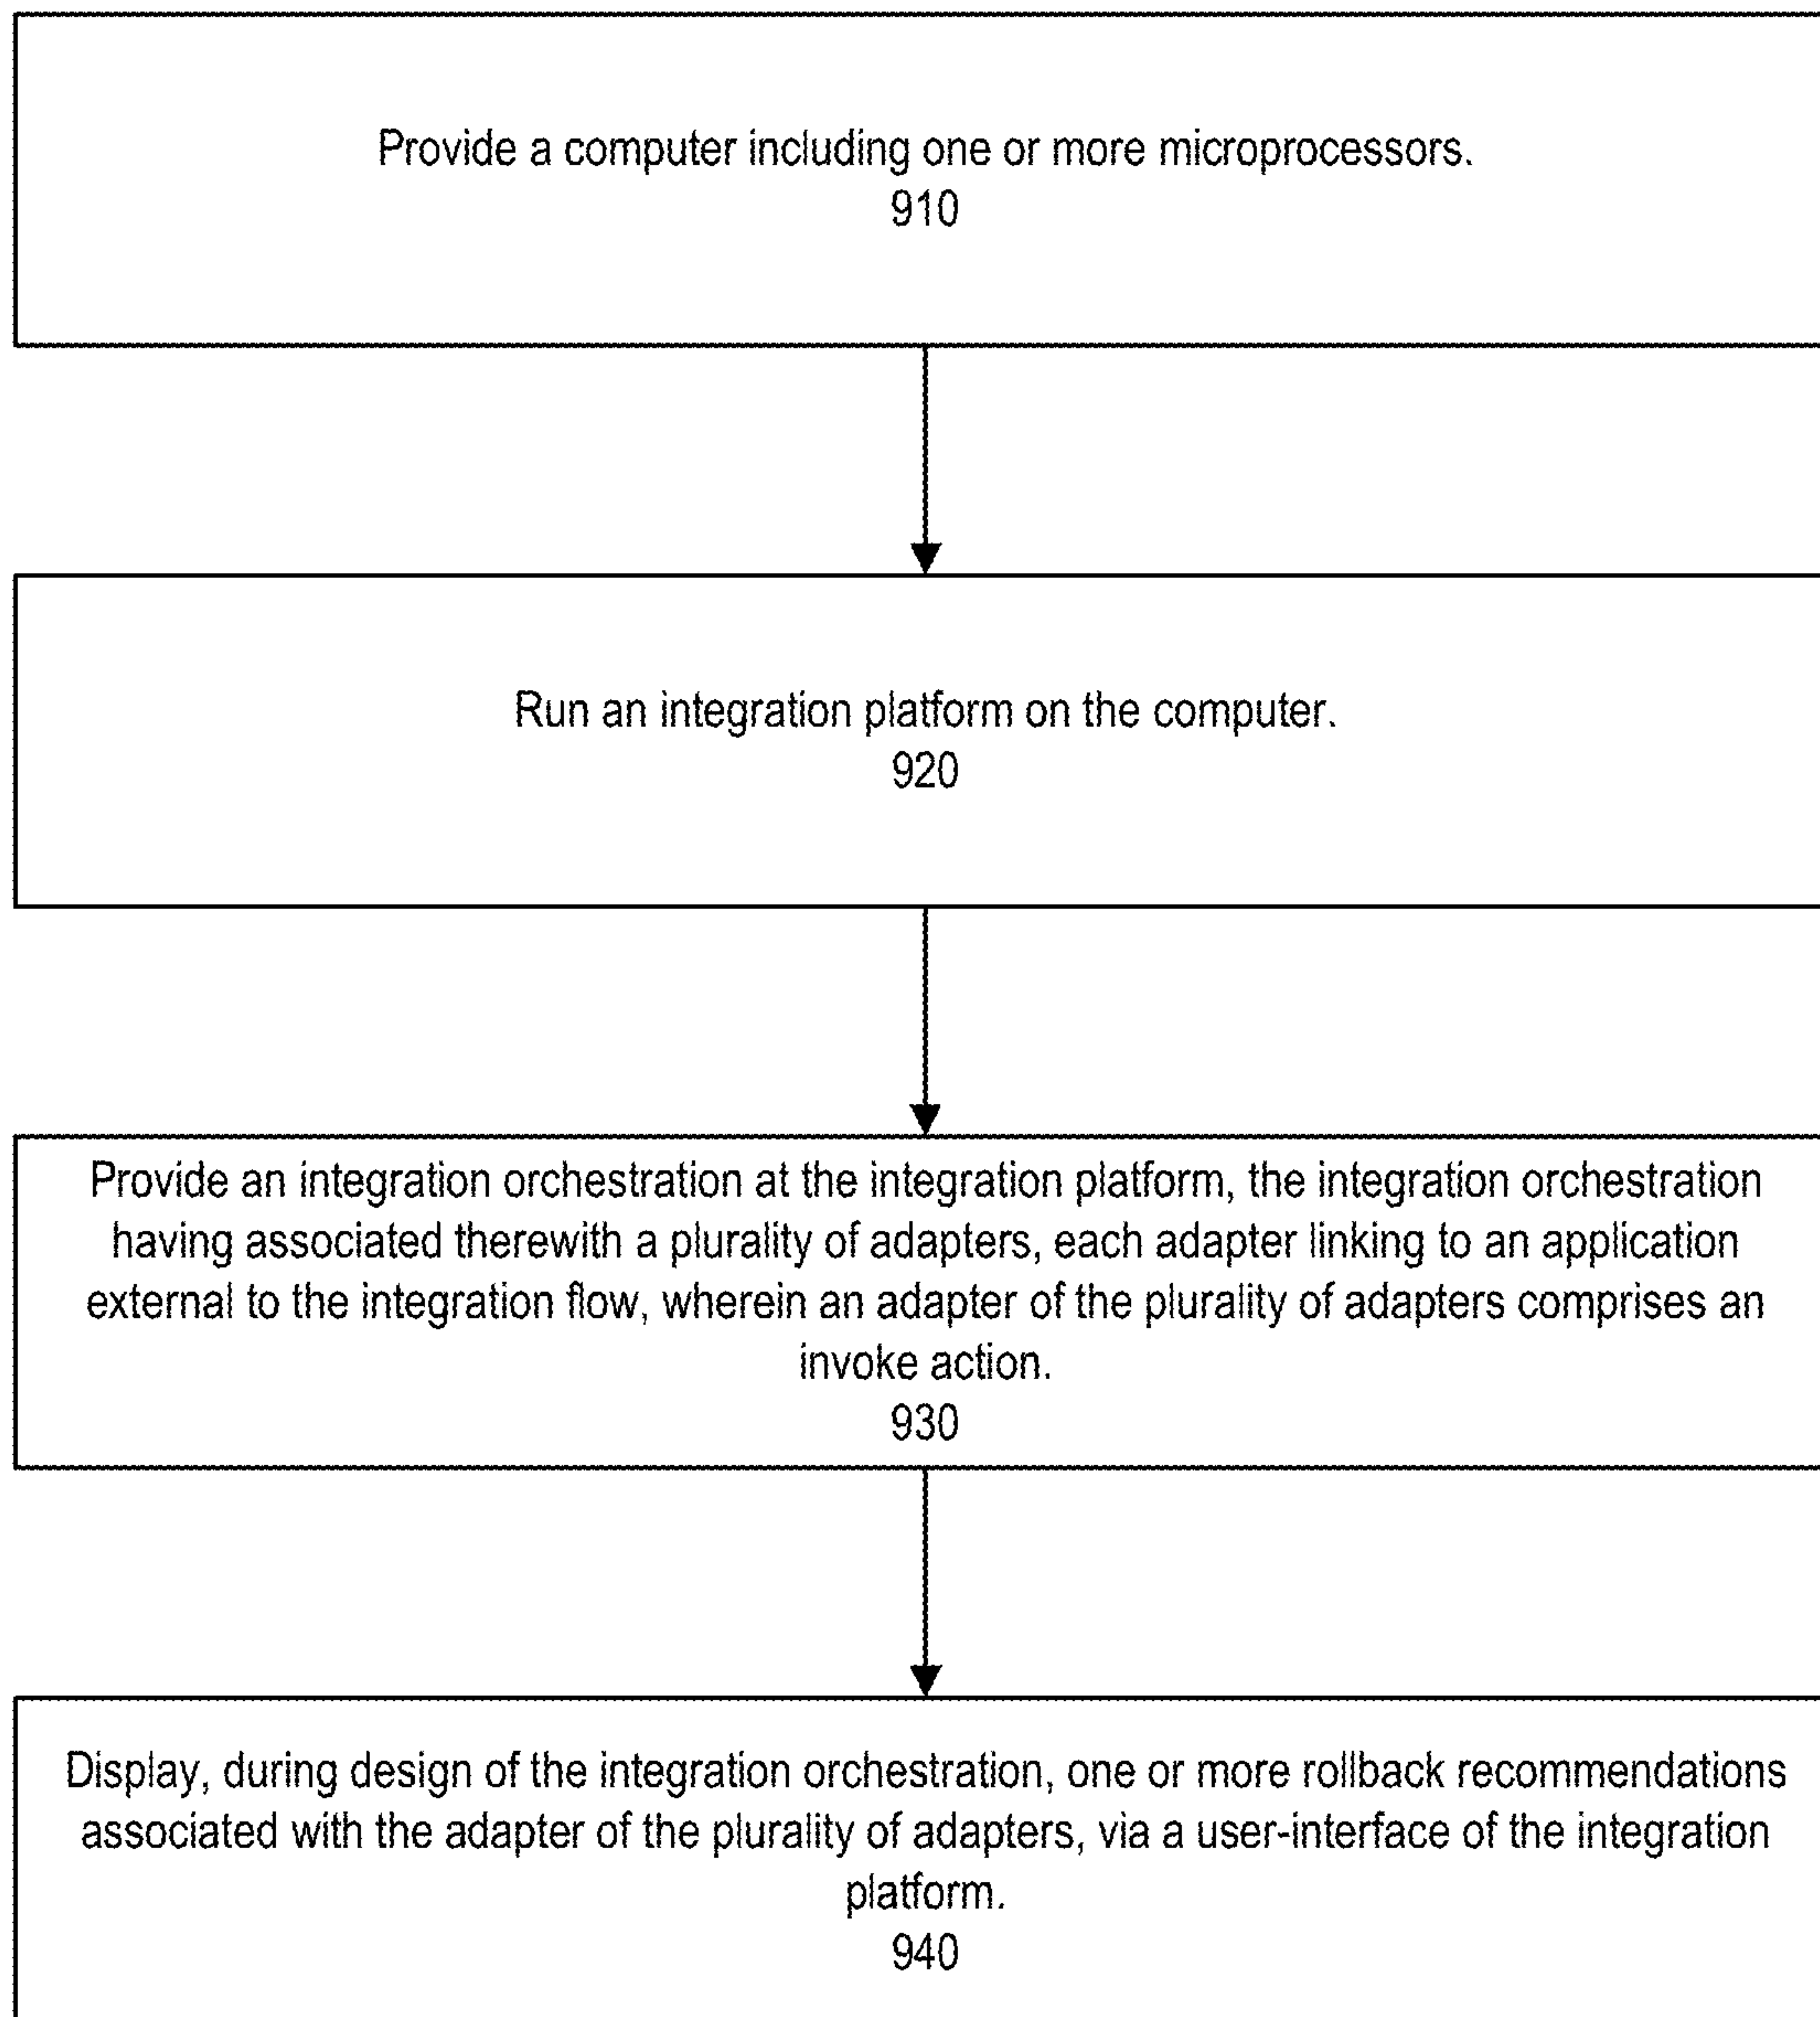 Provide a computer including one or more microprocessors.
910
Run an integration platform on the computer.
920
Provide an integration orchestration at the integration platform, the integration orchestration
having associated therewith a plurality of adapters, each adapter linking to an application
external to the integration flow, wherein an adapter of the plurality of adapters comprises an
invoke action.
930
Display, during design of the integration orchestration, one or more rollback recommendations
associated with the adapter of the plurality of adapters, via a user-interface of the integration
platform.
940